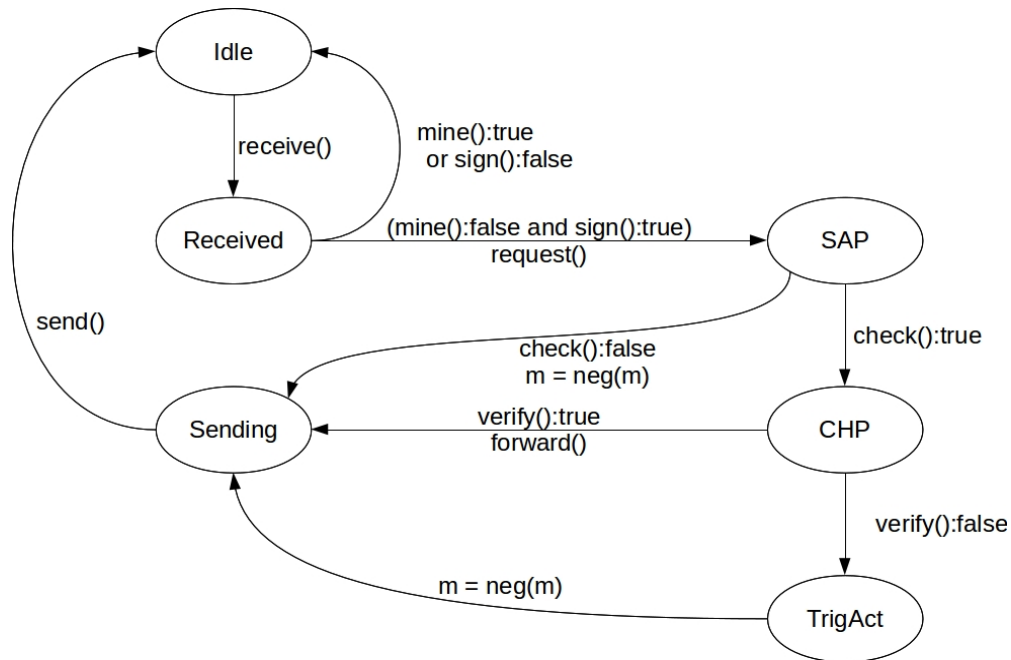 Idle
receive()
mine():true
or sign():false
Received
(mine():false and sign():true)
request()
SAP
send()
check():false
m = neg(m)
check():true
Sending
verify():true
forward()
CHP
verify():false
m = neg(m)
TrigAct